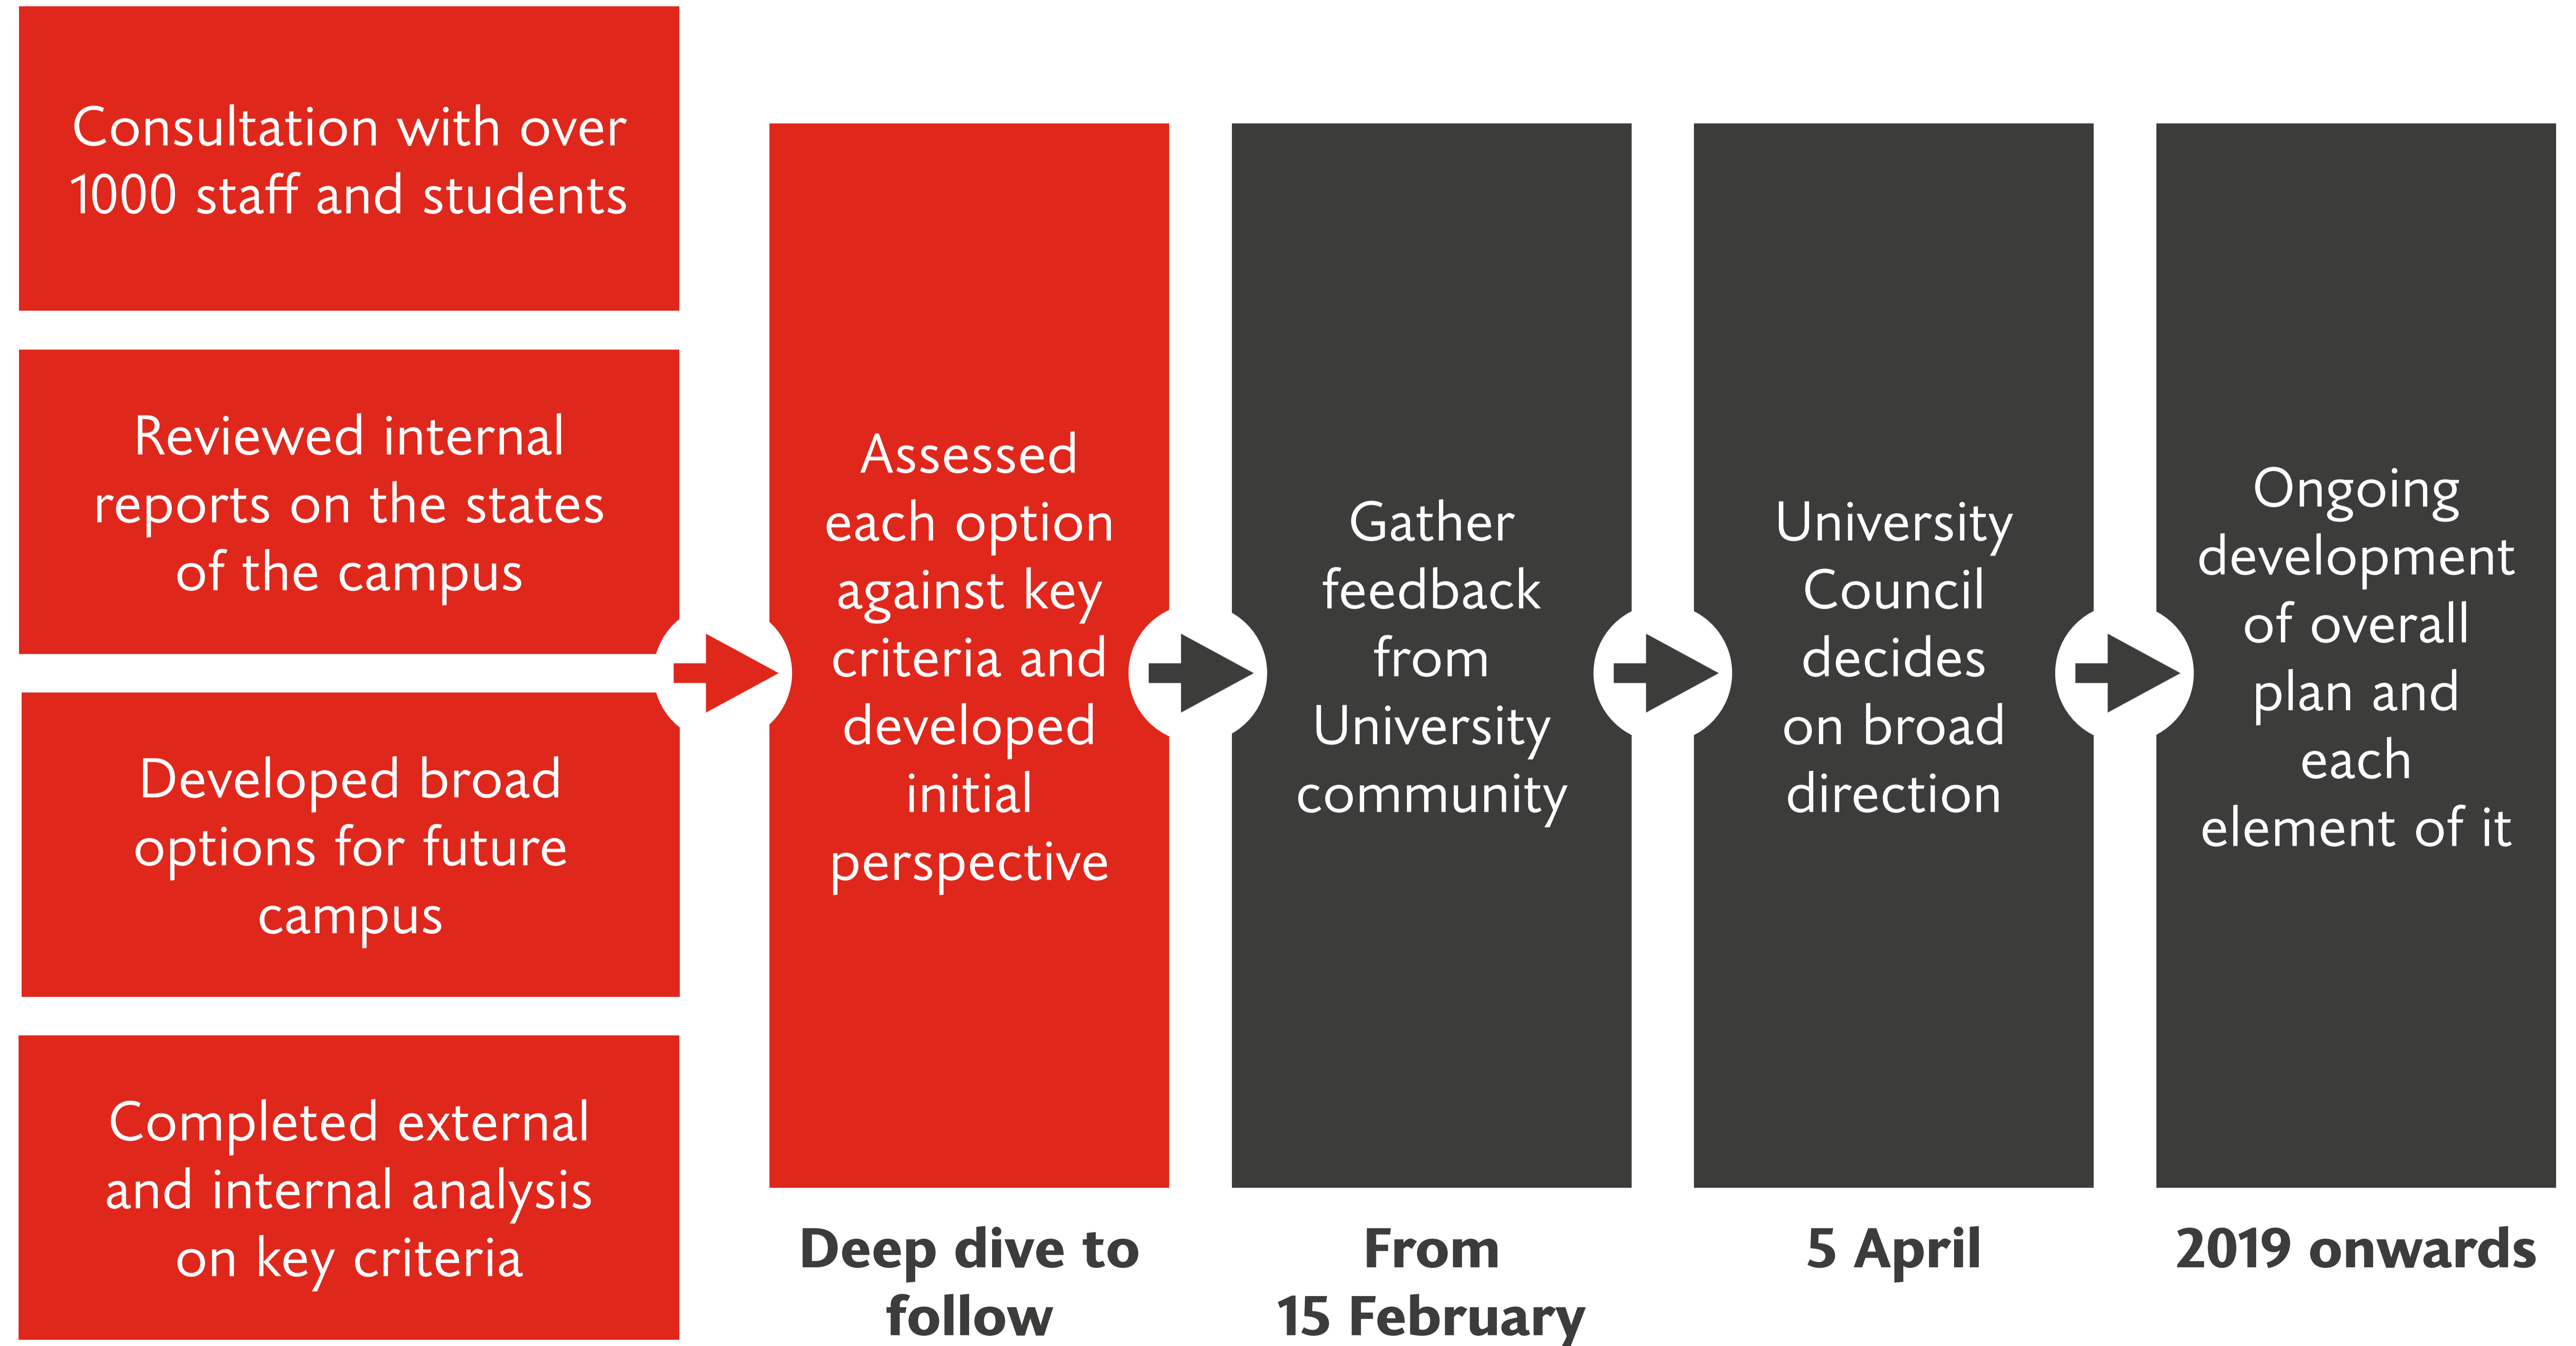 Consultation with over
1000 staff and students
Reviewed internal
reports on the states
of the campus
Developed broad
options for future
campus
Completed external
and internal analysis
on key criteria
Assessed
each option
against key
criteria and
developed
initial
perspective
Deep dive to
follow
Gather
feedback
from
University
community
From
15 February
University
Council
decides
on broad
direction
5 April
Ongoing
development
of overall
plan and
each
element of it
2019 onwards